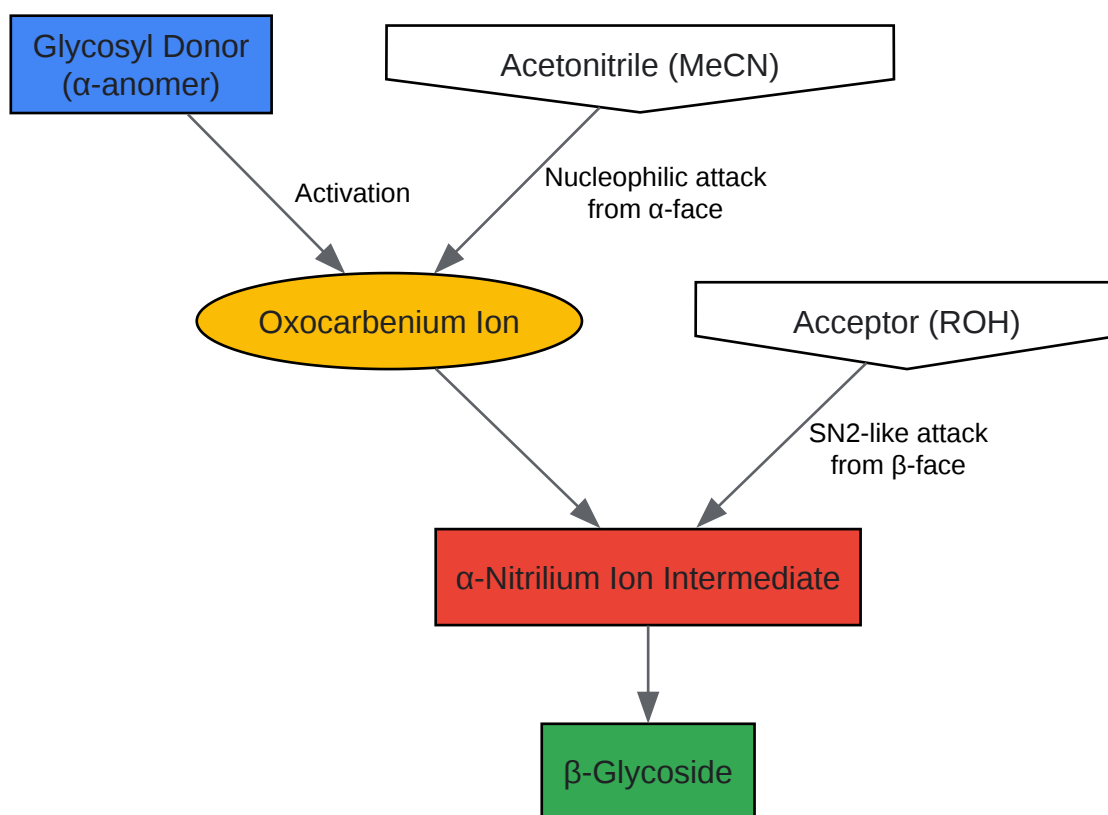 Glycosyl Donor
(α-anomer)
Acetonitrile (MeCN)
Activation
Nucleophilic attack
from α-face
Oxocarbenium Ion
Acceptor (ROH)
SN2-like attack
from β-face
α-Nitrilium Ion Intermediate
β-Glycoside